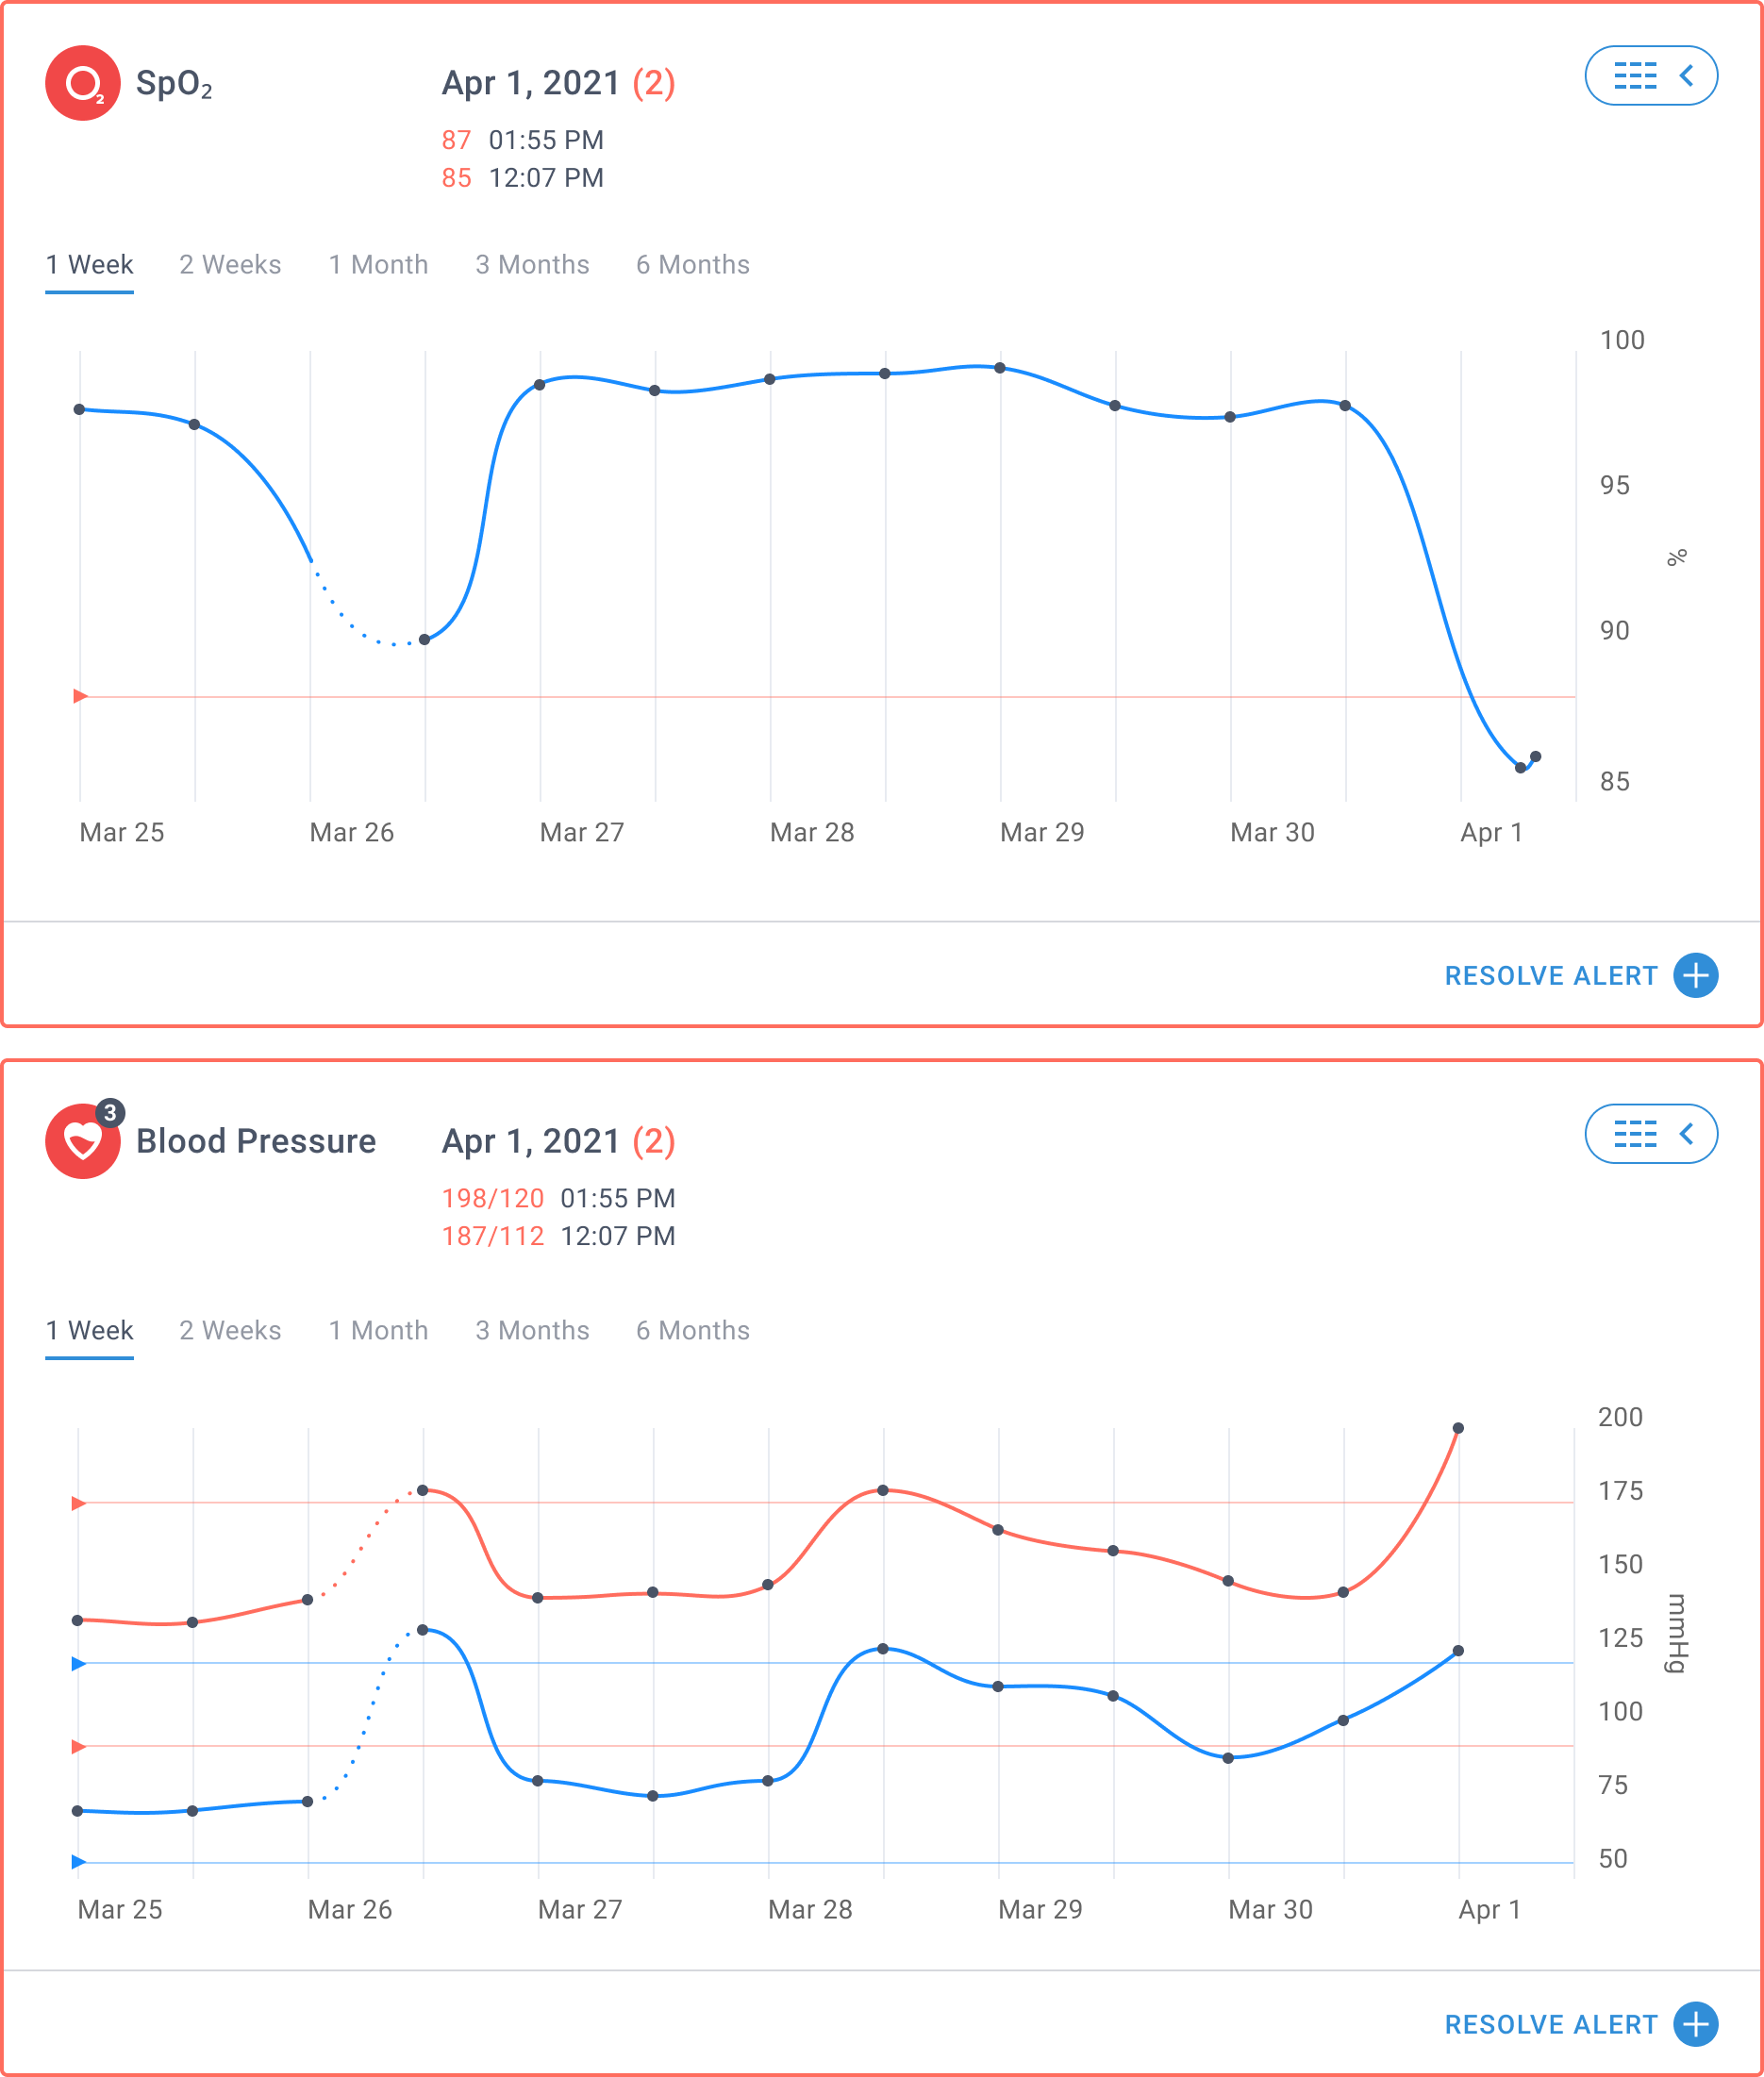 SpO₂
Apr 1, 2021 (2)
87 01:55 PM
85 12:07 PM
1 Week 2 Weeks 1 Month 3 Months 6 Months
100
95
%
90
85
Mar 25 Mar 26 Mar 27 Mar 28 Mar 29 Mar 30 Apr 1
RESOLVE ALERT
3
Blood Pressure
Apr 1, 2021 (2)
198/120 01:55 PM
187/112 12:07 PM
1 Week 2 Weeks 1 Month 3 Months 6 Months
200
175
150
125
mmHg
100
75
50
Mar 25 Mar 26 Mar 27 Mar 28 Mar 29 Mar 30 Apr 1
RESOLVE ALERT